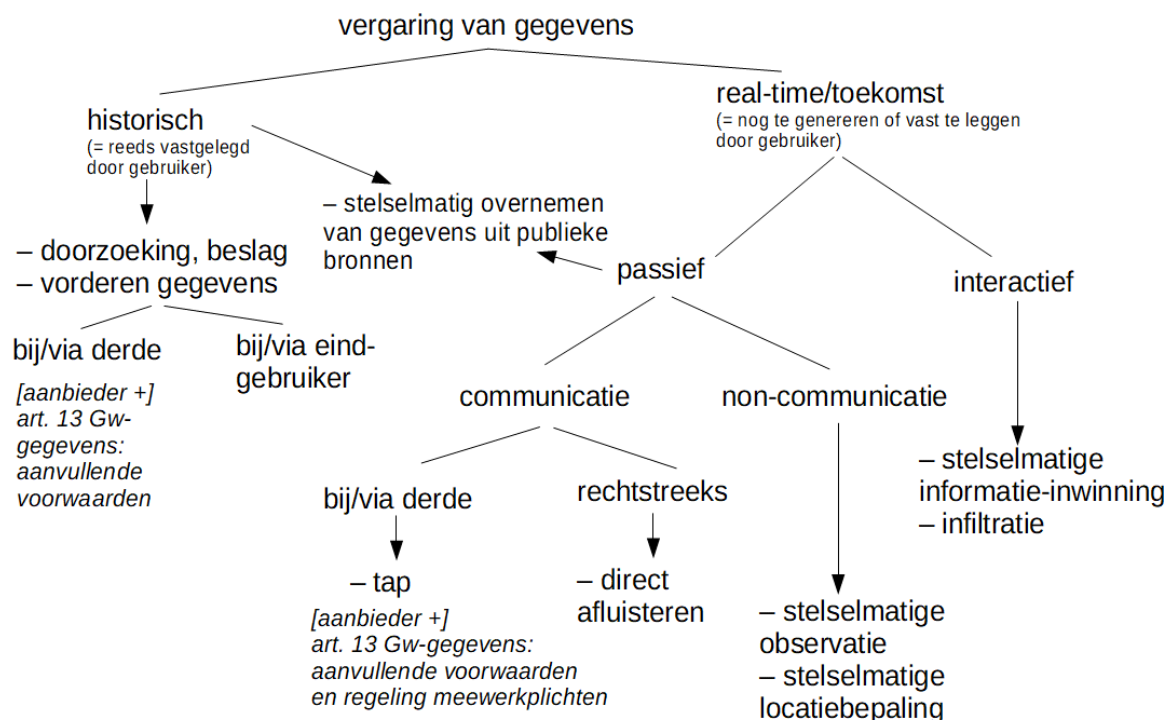 vergaring van gegevens
historisch
(= reeds vastgelegd
door gebruiker)
real-time/toekomst
(= nog te genereren of vast te leggen
door gebruiker)
– stelselmatig overnemen
van gegevens uit publieke
bronnen
– doorzoeking, beslag
– vorderen gegevens
passief
interactief
bij/via derde
[aanbieder +]
art. 13 Gw-
gegevens:
aanvullende
voorwaarden
bij/via eind-
gebruiker
communicatie
non-communicatie
bij/via derde
rechtstreeks
– stelselmatige
informatie-inwinning
– infiltratie
– tap
[aanbieder +]
art. 13 Gw-gegevens:
aanvullende voorwaarden
en regeling meewerkplichten
– direct
afluisteren
– stelselmatige
observatie
– stelselmatige
locatiebepaling